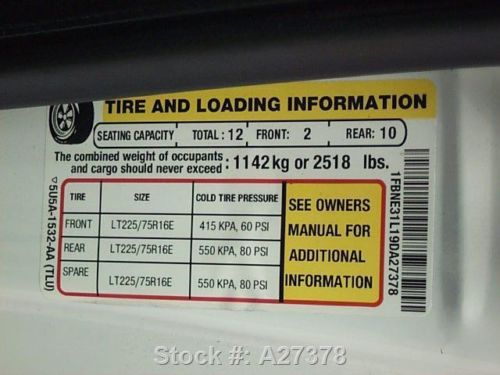 TIRE AND LOADING INFORMATION
SEATING CAPACITY TOTAL: 12 FRONT: 2 REAR: 10
The combined weight of occupants
and cargo should never exceed : 1142 kg or 2518 lbs.
TIRE SIZE COLD TIRE PRESSURE
FRONT LT225/75R16E 415 KPA, 60 PSI
REAR LT225/75R16E 550 KPA, 80 PSI
SPARE LT225/75R16E 550 KPA, 80 PSI
SEE OWNERS
MANUAL FOR
ADDITIONAL
INFORMATION
5U5A-1532-AA (TLU)
1FBNE31L19DA27378
Stock #: A27378